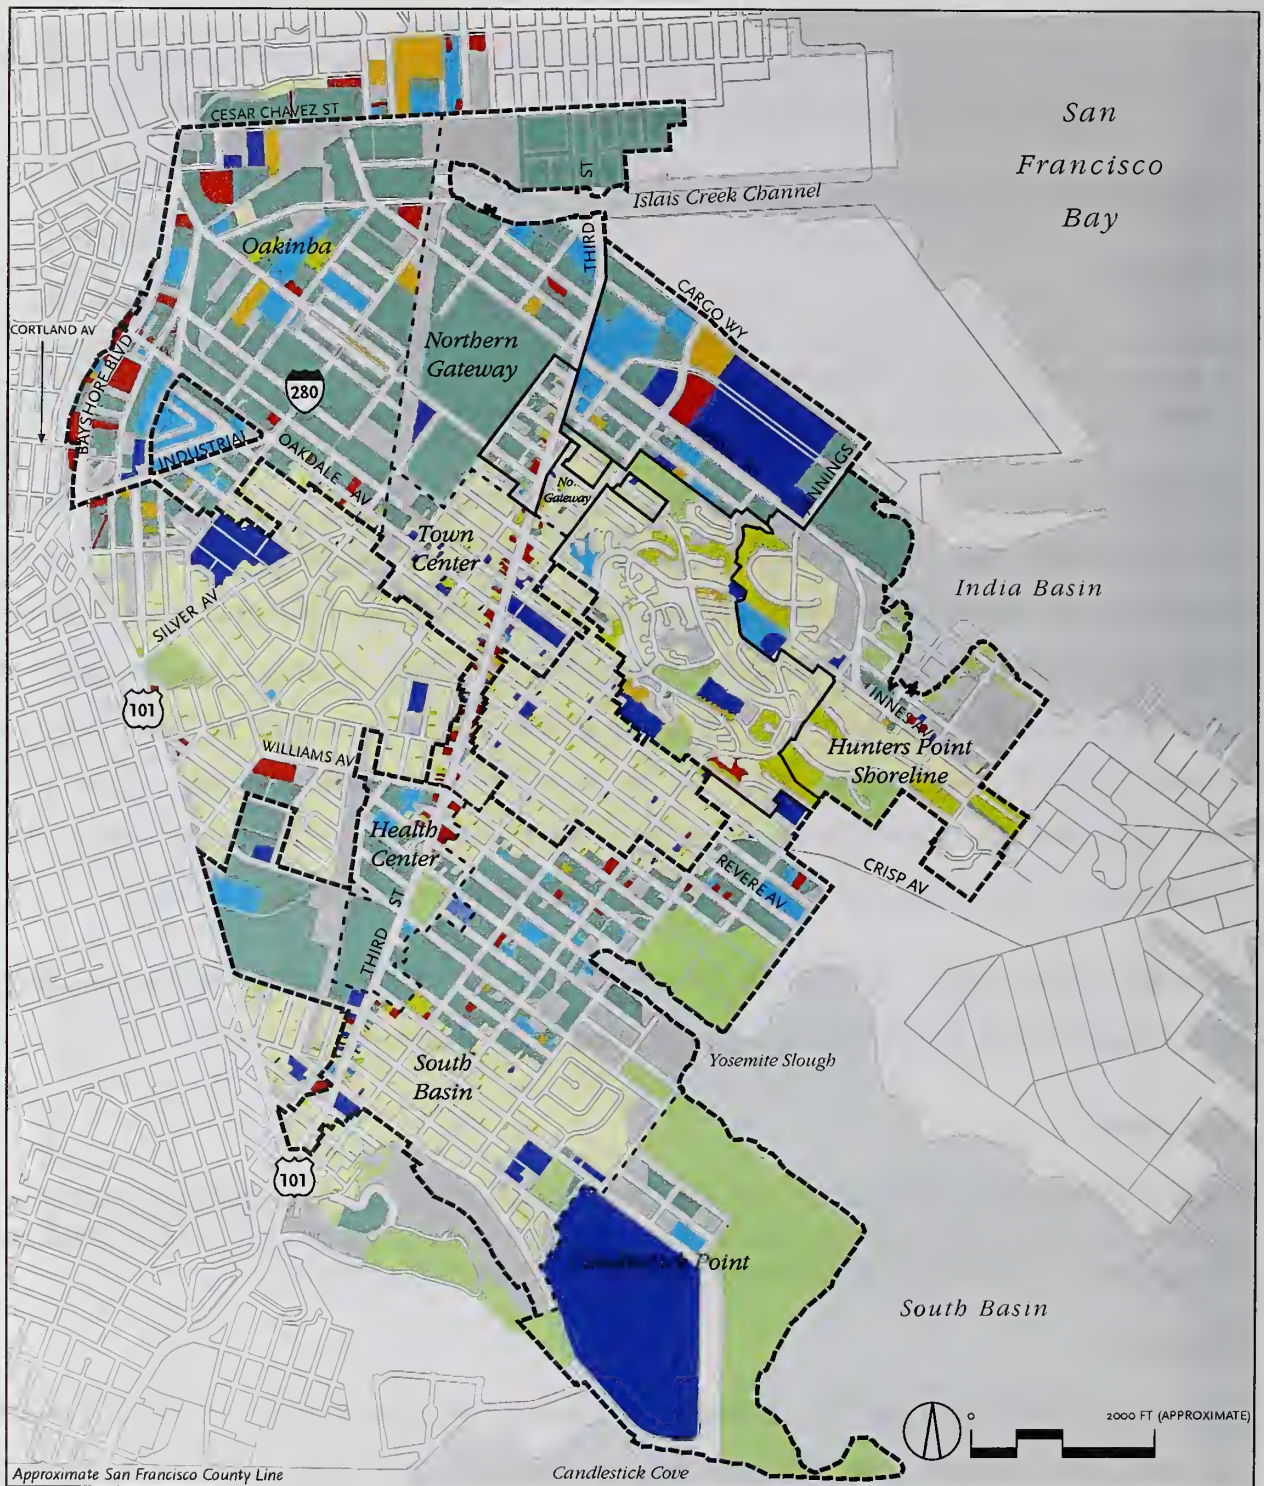 San
Francisco
Bay
CESAR CHAVEZ ST
ST
Islais Creek Channel
Oakinba
THIRD
CARGO WY
CORTLAND AV
BAYSHORE BLVD
Northern
Gateway
280
INDUSTRIAL
OAKDALE AV
INNINGS
No.
Gateway
Town
Center
India Basin
SILVER AV
101
INNES AV
WILLIAMS AV
Hunters Point
Shoreline
Health
Center
REVERE AV
CRISP AV
THIRD ST
South
Basin
Yosemite Slough
101
Point
South Basin
0
2000 FT (APPROXIMATE)
Approximate San Francisco County Line
Candlestick Cove